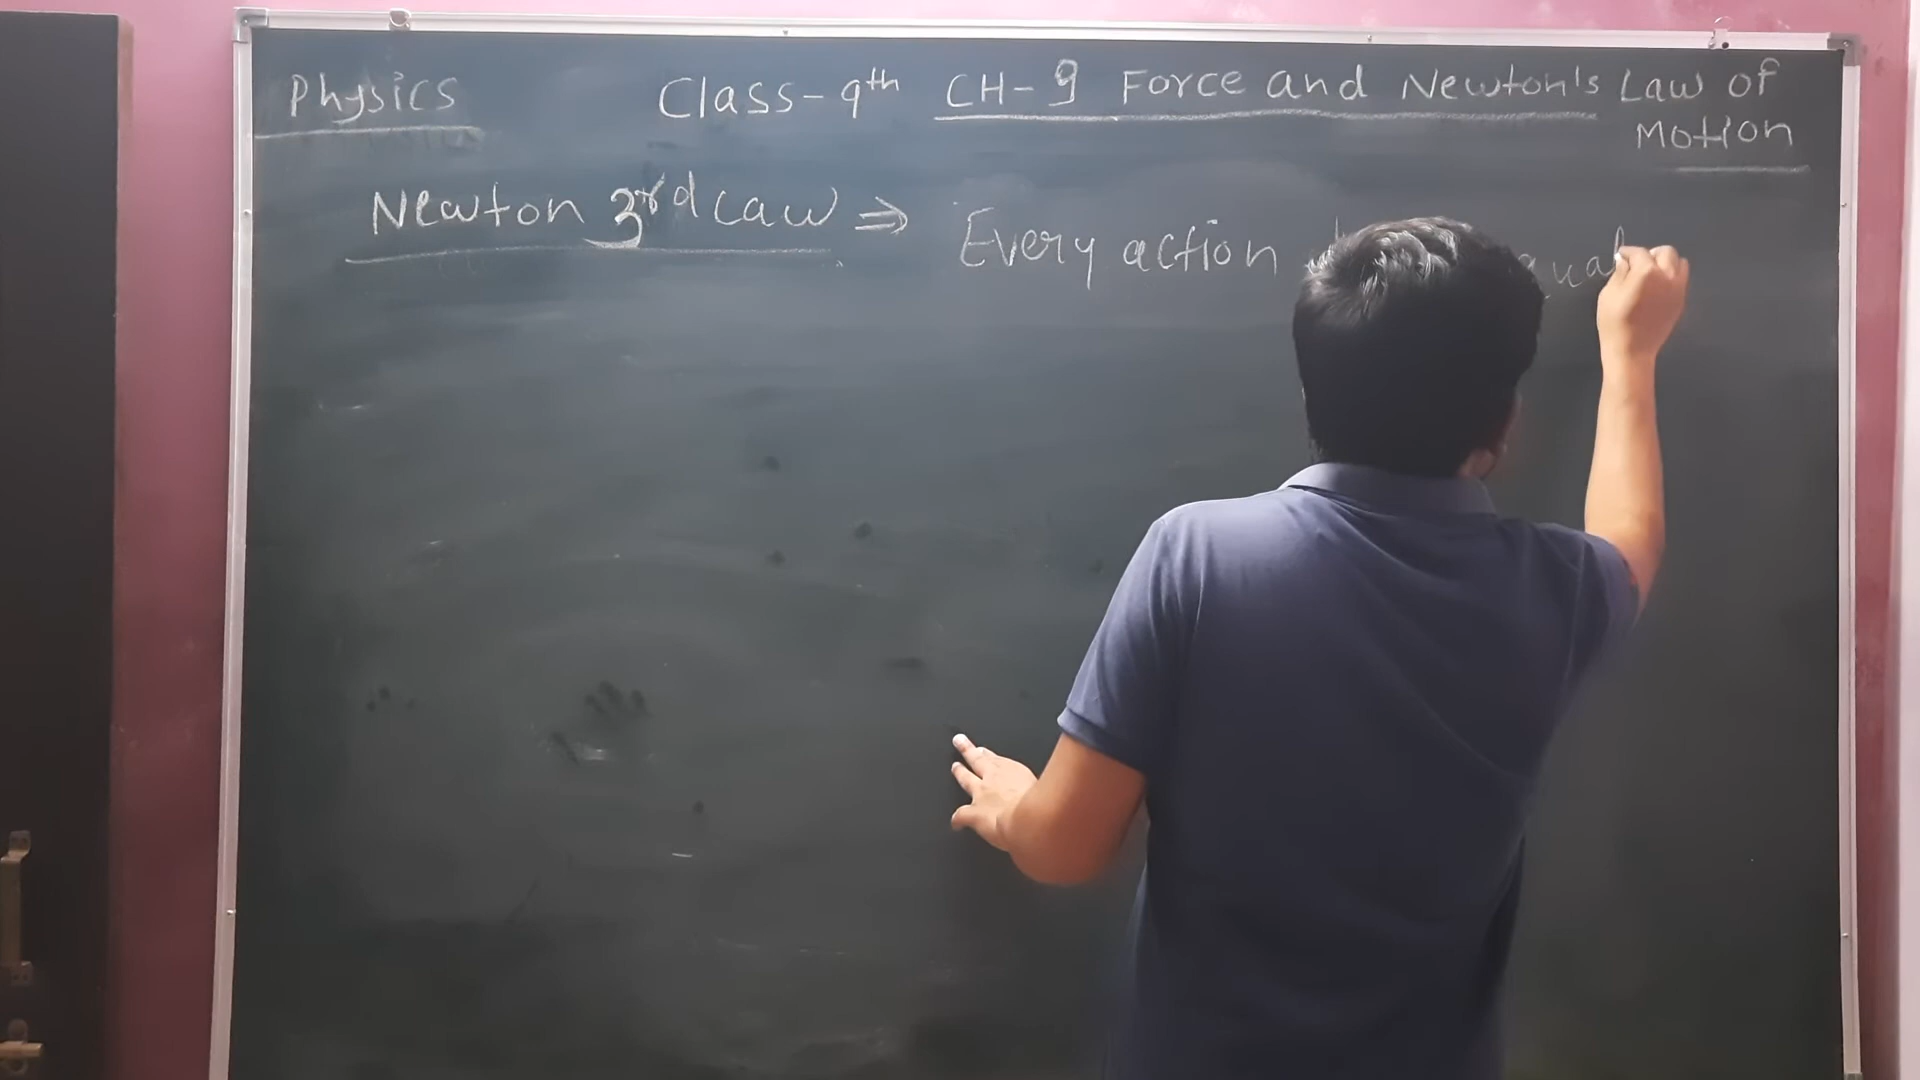 Physics Class-9th CH-9 Force and Newton's Law of
Motion
Newton 3rd Law ⇒ Every action